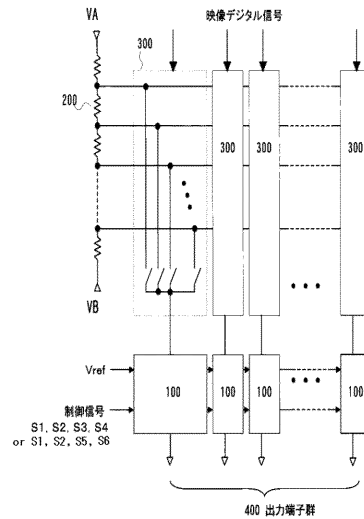 VA
映像デジタル信号
300
200
300
300
300
VB
Vref
100
100
100
100
制御信号
S1, S2, S3, S4
or S1, S2, S5, S6
400 出力端子群